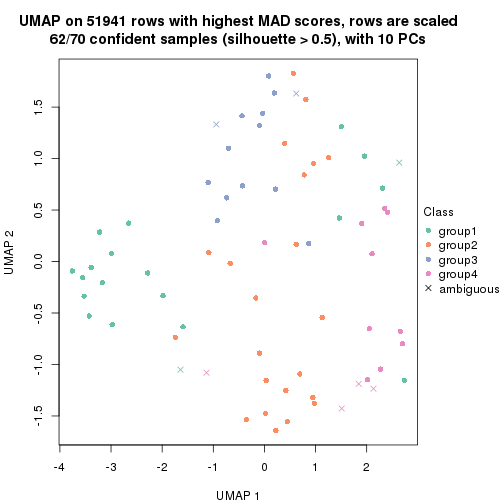 UMAP on 51941 rows with highest MAD scores, rows are scaled
62/70 confident samples (silhouette > 0.5), with 10 PCs
1.5
1.0
0.5
0.0
-0.5
-1.0
-1.5
UMAP 2
-4 -3 -2 -1 0 1 2
UMAP 1
Class
group1
group2
group3
group4
ambiguous